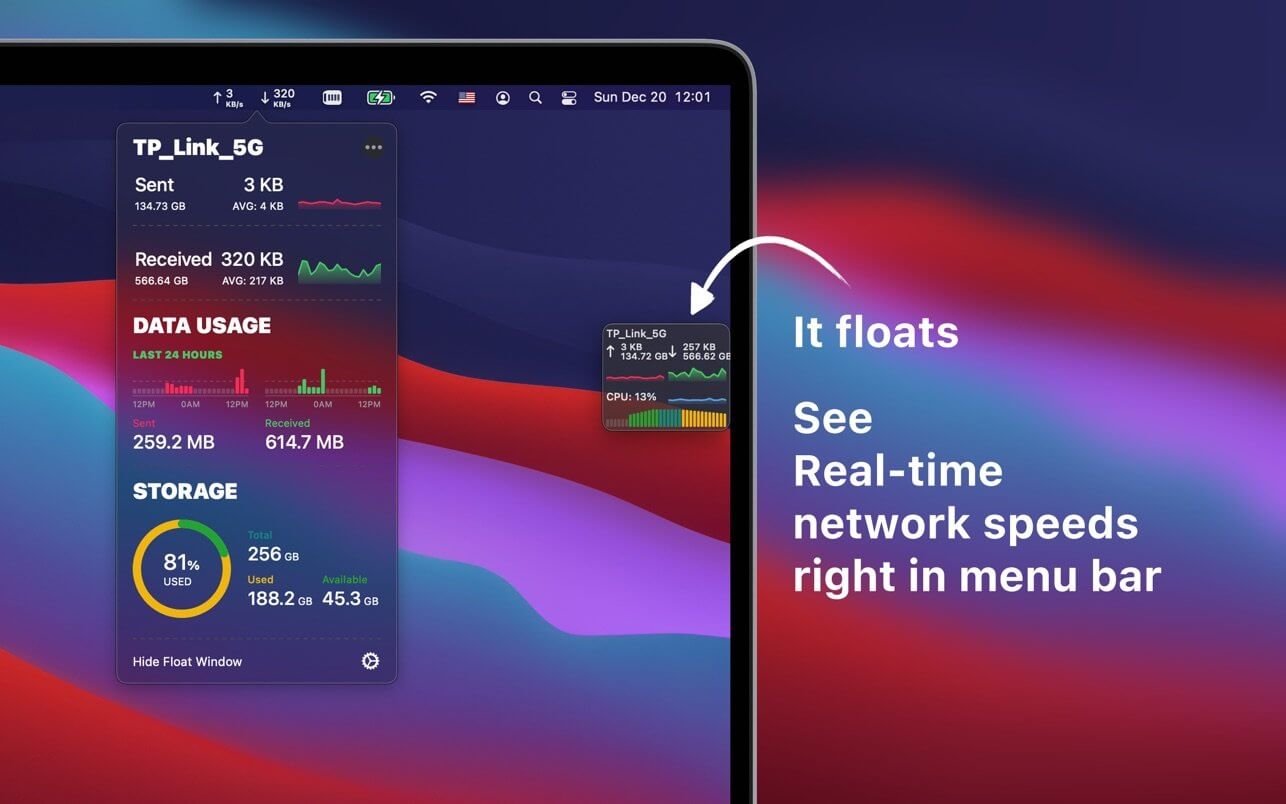 ↑ 3 KB/s ↓ 320 KB/s Sun Dec 20 12:01
TP_Link_5G
Sent 3 KB
134.73 GB AVG: 4 KB
Received 320 KB
566.64 GB AVG: 217 KB
DATA USAGE
LAST 24 HOURS
12PM 0AM 12PM 12PM 0AM 12PM
Sent Received
259.2 MB 614.7 MB
STORAGE
81% USED
Total
256 GB
Used Available
188.2 GB 45.3 GB
Hide Float Window
TP_Link_5G
↑ 3 KB ↓ 257 KB
134.72 GB 566.62 GB
CPU: 13%
It floats
See
Real-time
network speeds
right in menu bar